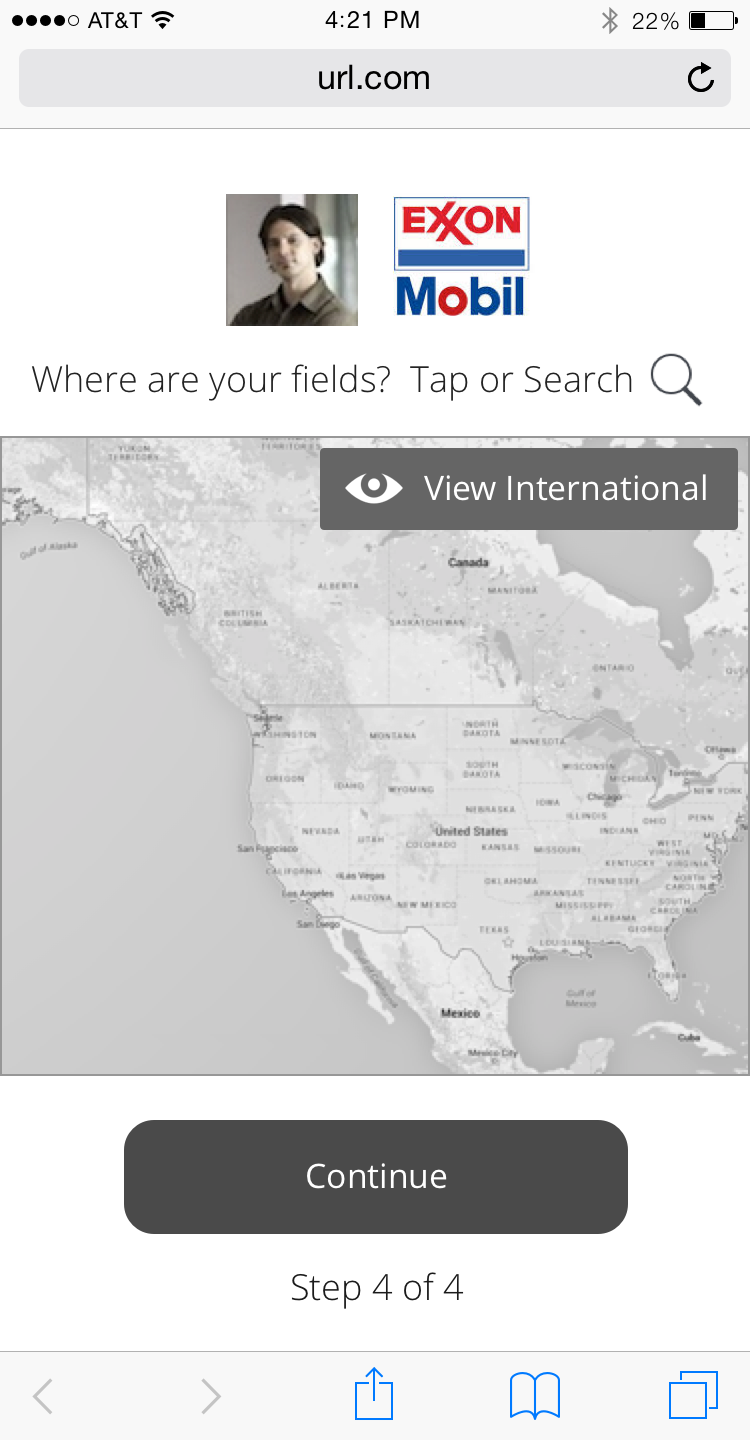 AT&T 4:21 PM 22%
url.com
EXXON
Mobil
Where are your fields? Tap or Search
YUKON
TERRITORY
TERRITORIES
View International
Gulf of Alaska
Canada
ALBERTA
MANITOBA
BRITISH
COLUMBIA
SASKATCHEWAN
ONTARIO
Seattle
WASHINGTON
MONTANA
NORTH
DAKOTA
MINNESOTA
Ottawa
OREGON
IDAHO
WYOMING
SOUTH
DAKOTA
WISCONSIN
MICHIGAN
Toronto
NEW YORK
NEBRASKA
IOWA
Chicago
ILLINOIS
INDIANA
OHIO
PENN
NEVADA
UTAH
COLORADO
United States
KANSAS
MISSOURI
WEST
VIRGINIA
KENTUCKY
VIRGINIA
MD
San Francisco
CALIFORNIA
Las Vegas
Los Angeles
ARIZONA
NEW MEXICO
OKLAHOMA
ARKANSAS
TENNESSEE
NORTH
CAROLINA
MISSISSIPPI
ALABAMA
SOUTH
CAROLINA
GEORGIA
San Diego
TEXAS
LOUISIANA
Houston
FLORIDA
Gulf of California
Gulf of
Mexico
Mexico
Mexico City
Cuba
Continue
Step 4 of 4